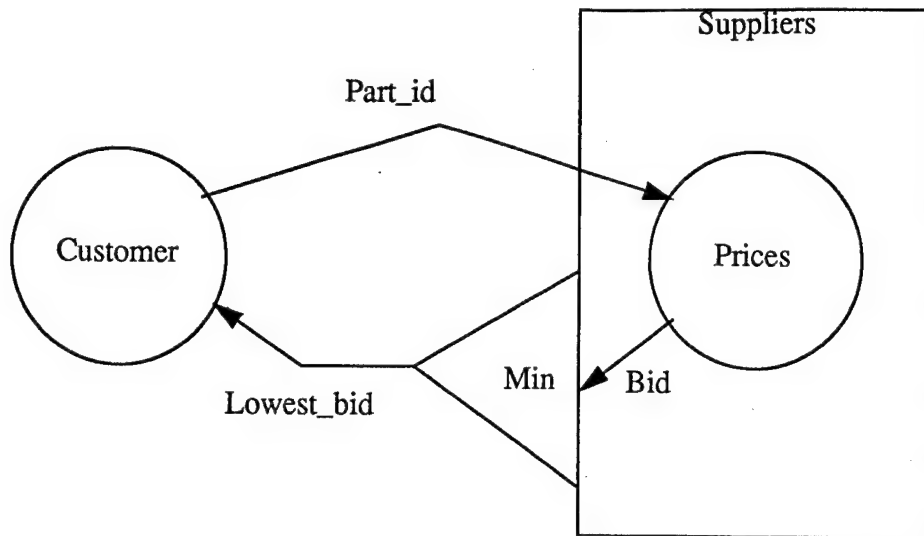 Suppliers
Part_id
Customer
Prices
Min
Bid
Lowest_bid